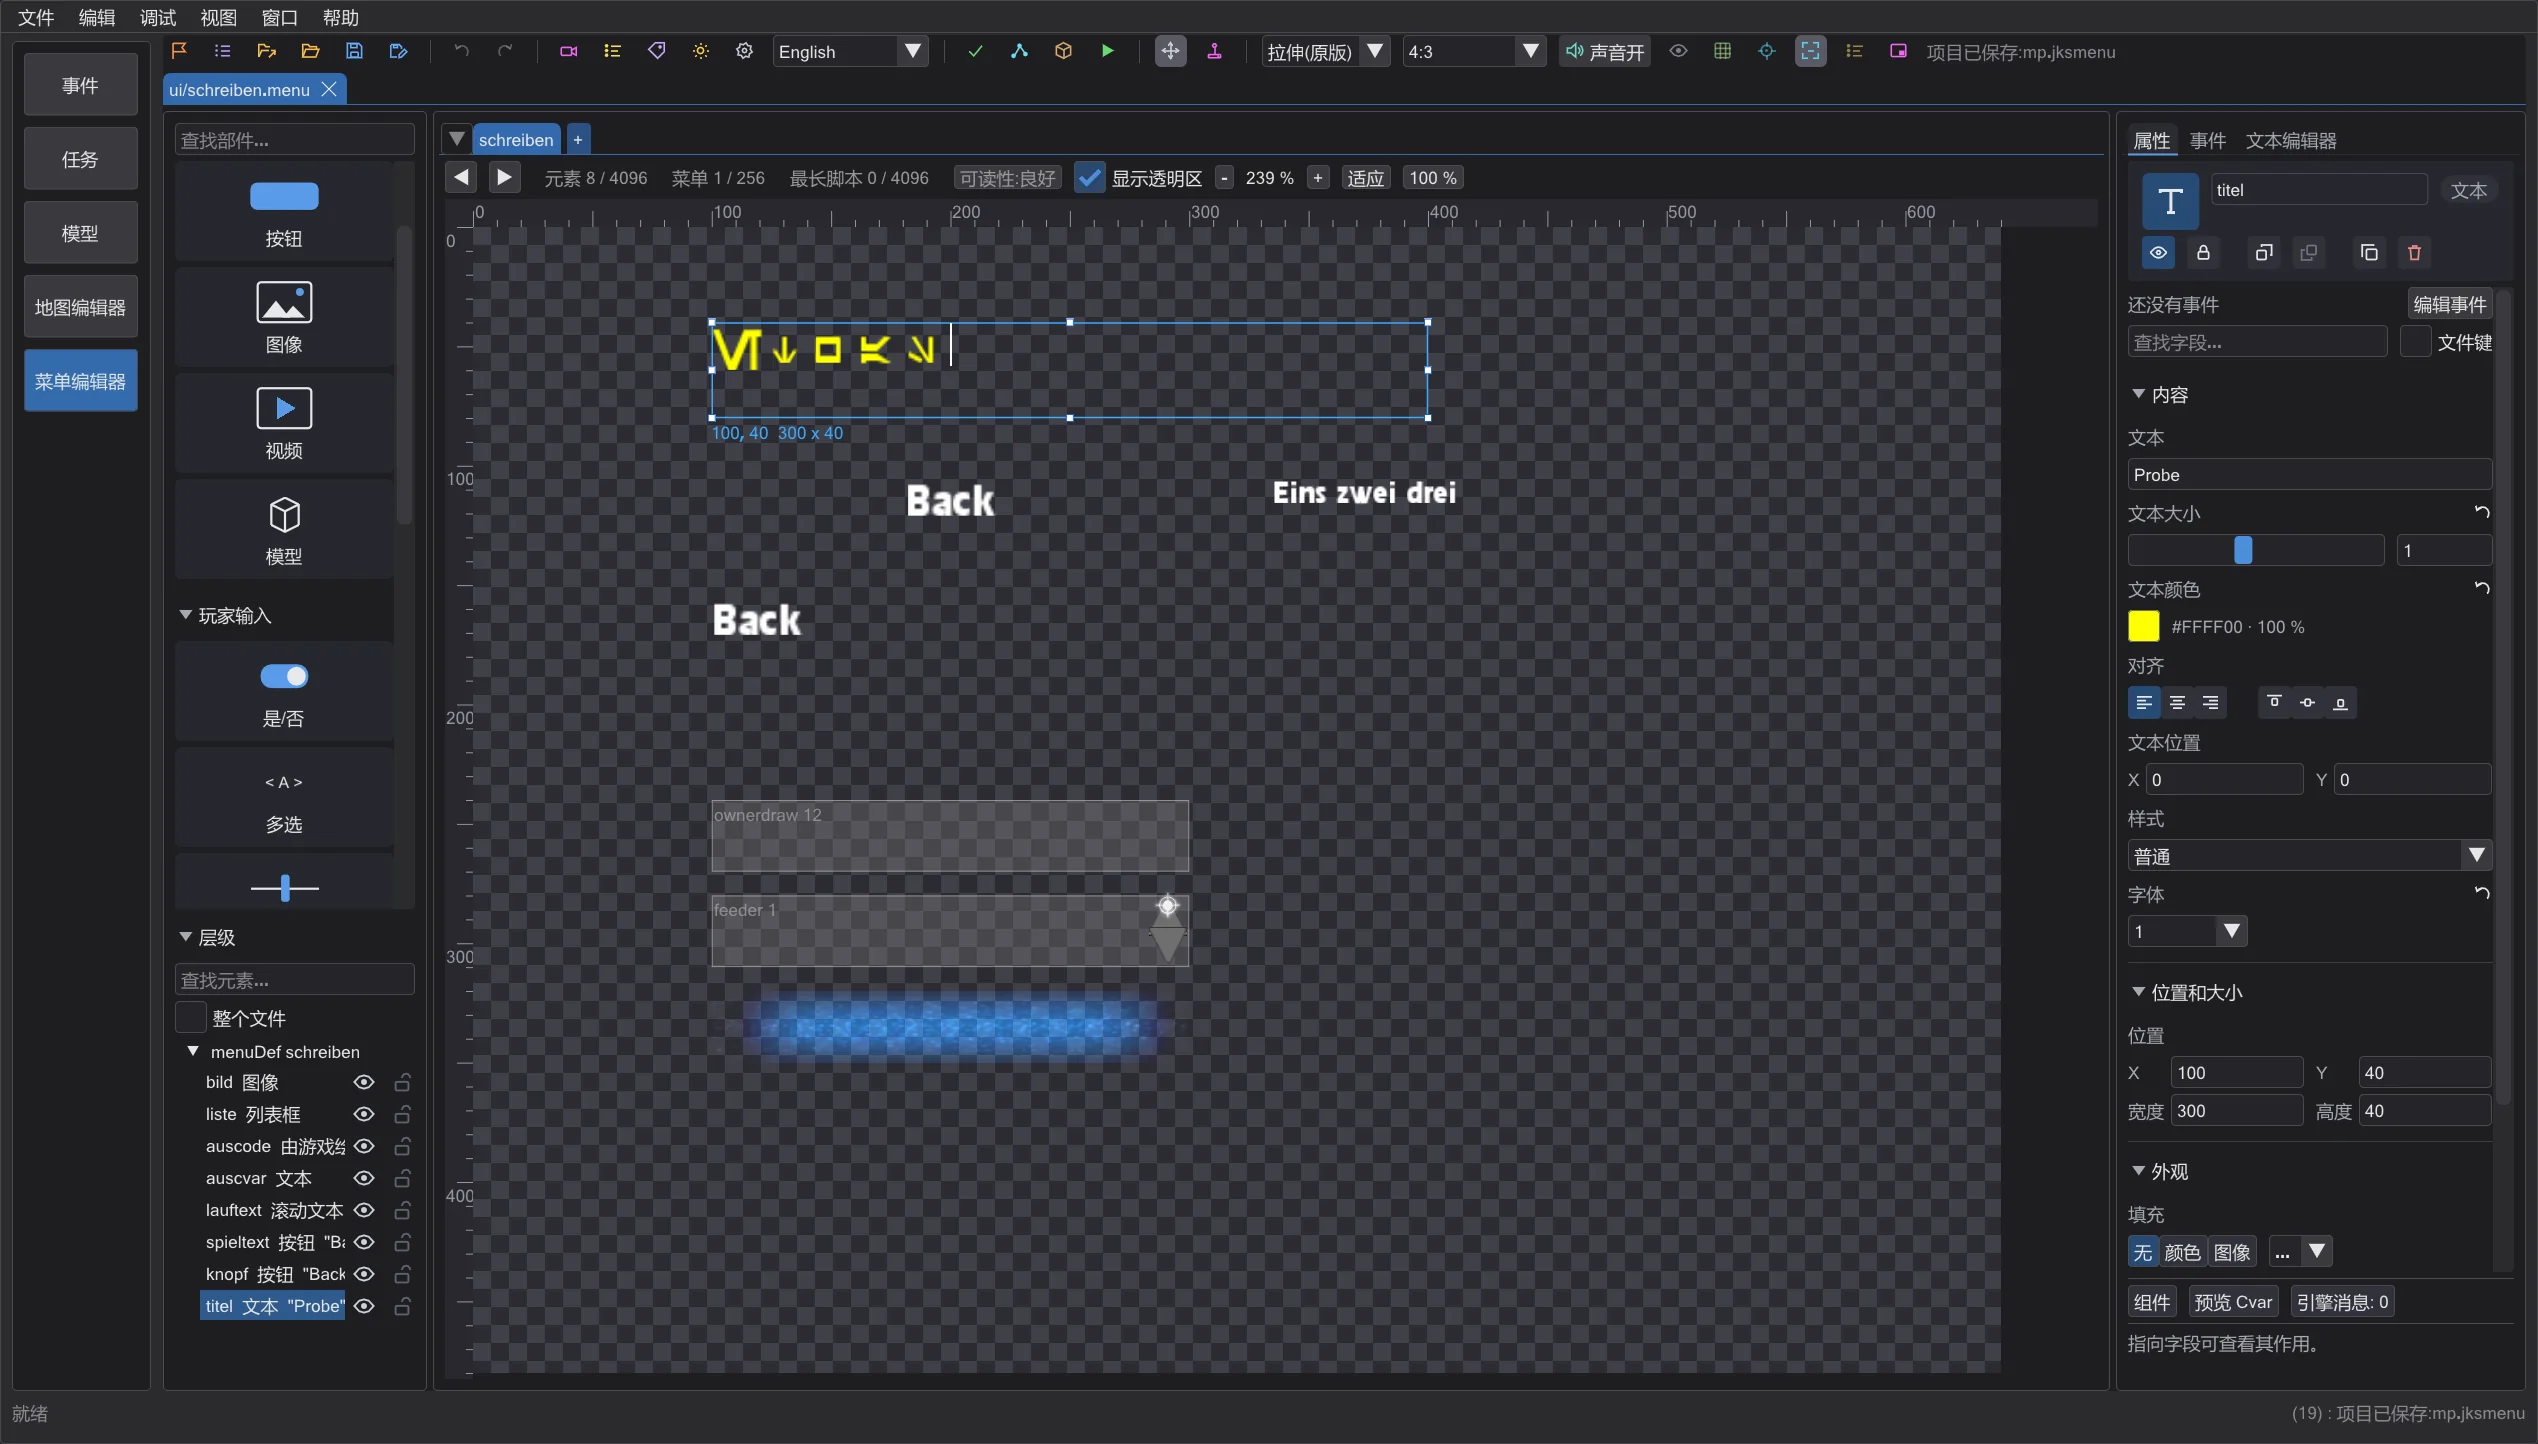 文件 编辑 调试 视图 窗口 帮助
English 拉伸(原版) 4:3 声音开 项目已保存:mp.jksmenu
事件
任务
模型
地图编辑器
菜单编辑器
ui/schreiben.menu
查找部件...
按钮
图像
视频
模型
玩家输入
是/否
< A >
多选
层级
查找元素...
整个文件
menuDef schreiben
bild 图像
liste 列表框
auscode 由游戏绘
auscvar 文本
lauftext 滚动文本
spieltext 按钮 "Ba
knopf 按钮 "Back
titel 文本 "Probe"
schreiben +
元素 8 / 4096 菜单 1 / 256 最长脚本 0 / 4096 可读性:良好 显示透明区 - 239 % + 适应 100 %
0 100 200 300 400 500 600
0
100
200
300
400
100, 40 300 x 40
Back
Eins zwei drei
Back
ownerdraw 12
feeder 1
属性 事件 文本编辑器
T titel 文本
还没有事件 编辑事件
查找字段... 文件键
内容
文本
Probe
文本大小
1
文本颜色
#FFFF00 · 100 %
对齐
文本位置
X 0 Y 0
样式
普通
字体
1
位置和大小
位置
X 100 Y 40
宽度 300 高度 40
外观
填充
无 颜色 图像 ...
组件 预览 Cvar 引擎消息: 0
指向字段可查看其作用。
就绪
(19) : 项目已保存:mp.jksmenu